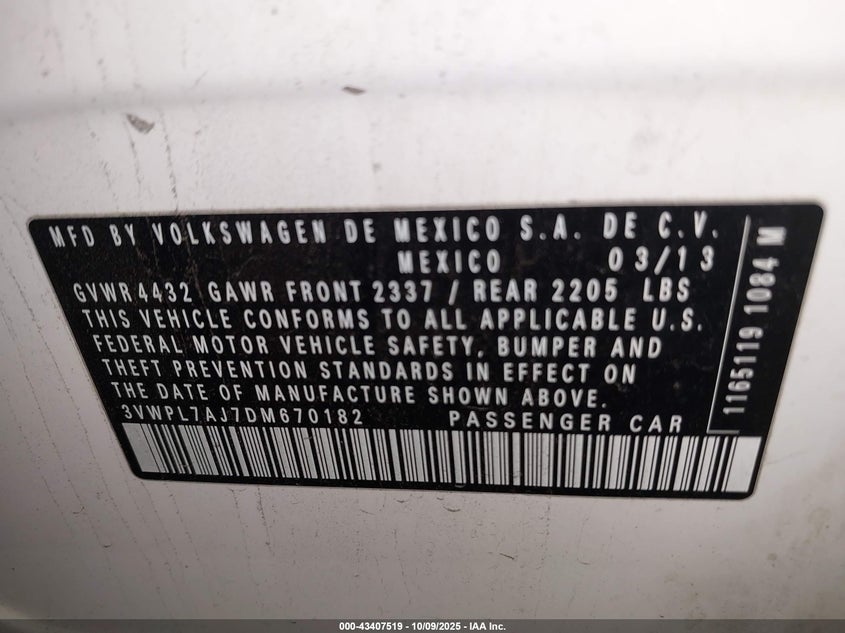 MFD BY VOLKSWAGEN DE MEXICO S.A. DE C.V.
MEXICO 03/13
GVWR 4432 GAWR FRONT 2337 / REAR 2205 LBS
THIS VEHICLE CONFORMS TO ALL APPLICABLE U.S.
FEDERAL MOTOR VEHICLE SAFETY, BUMPER AND
THEFT PREVENTION STANDARDS IN EFFECT ON
THE DATE OF MANUFACTURE SHOWN ABOVE.
3VWPL7AJ7DM670182 PASSENGER CAR
1165119 1084 M
000-43407519 - 10/09/2025 - IAA Inc.